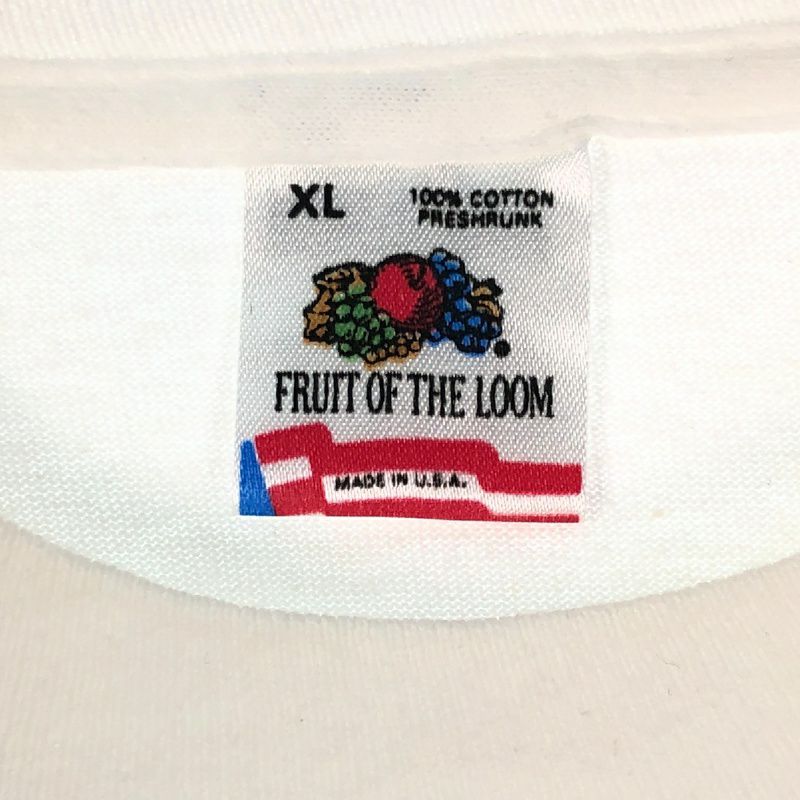 XL
100% COTTON
PRESHRUNK
FRUIT OF THE LOOM
MADE IN U.S.A.